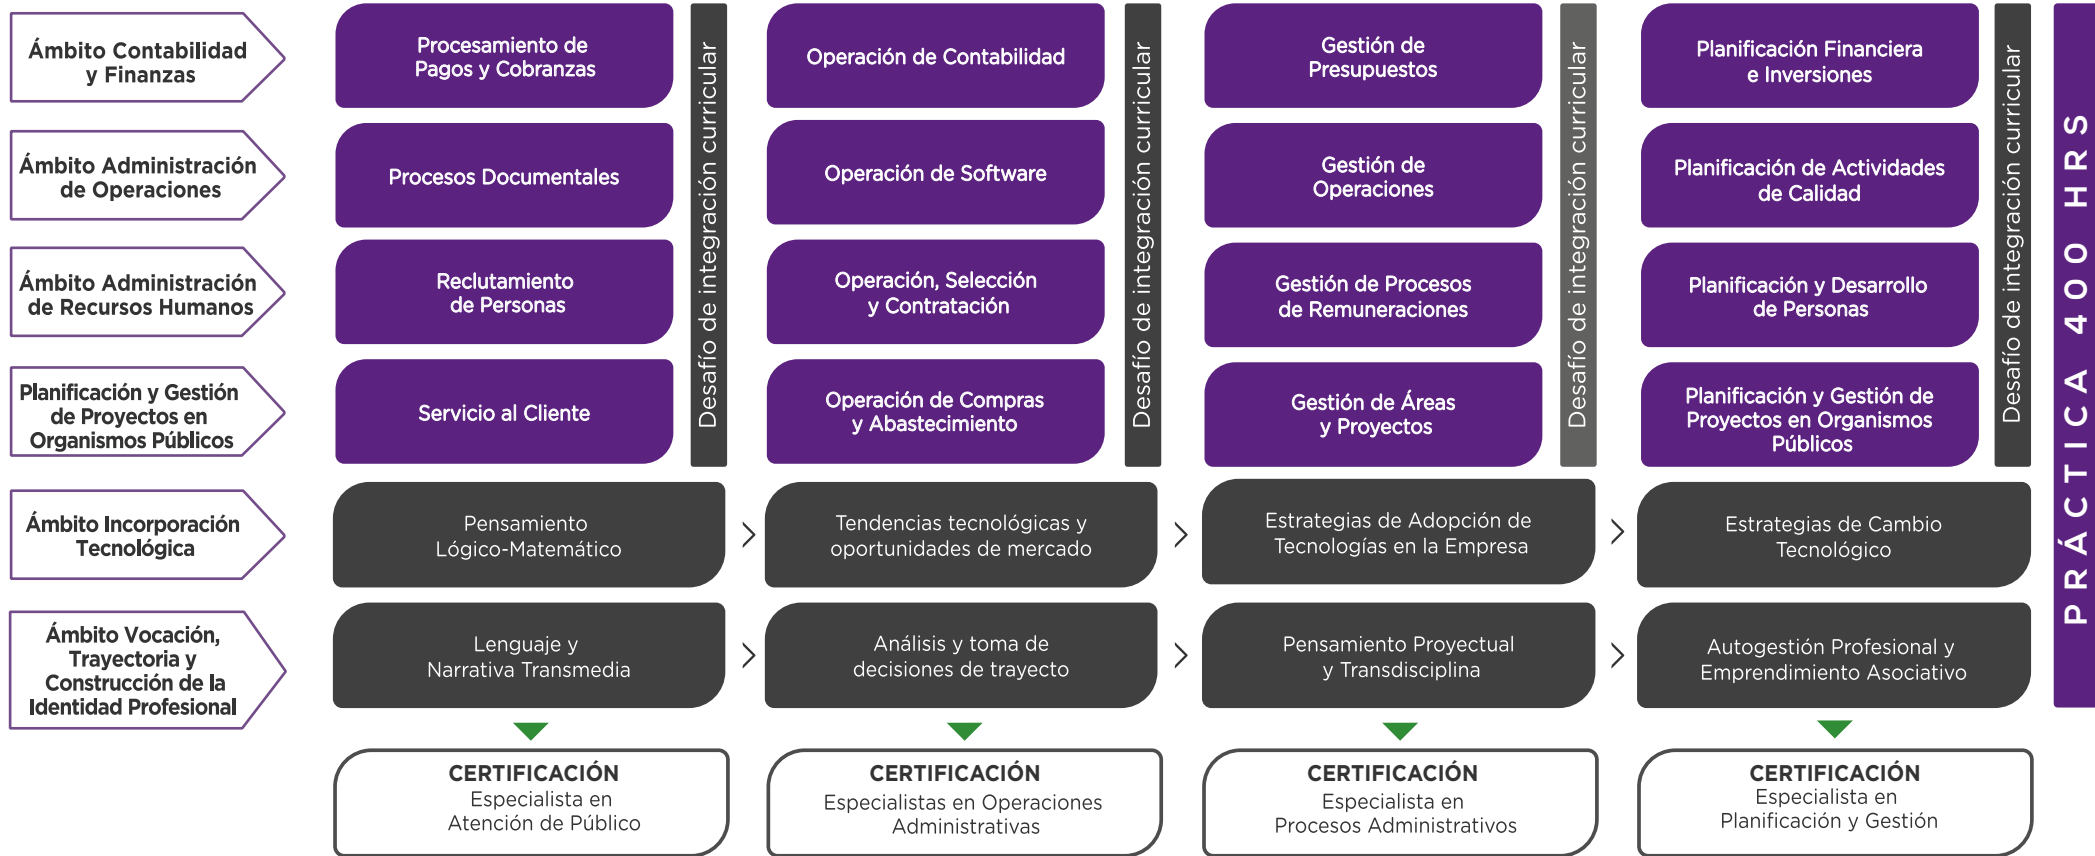 Ámbito Contabilidad
y Finanzas
Procesamiento de
Pagos y Cobranzas
Operación de Contabilidad
Gestión de
Presupuestos
Planificación Financiera
e Inversiones
Ámbito Administración
de Operaciones
Procesos Documentales
Operación de Software
Gestión de
Operaciones
Planificación de Actividades
de Calidad
Ámbito Administración
de Recursos Humanos
Reclutamiento
de Personas
Operación, Selección
y Contratación
Gestión de Procesos
de Remuneraciones
Planificación y Desarrollo
de Personas
Planificación y Gestión
de Proyectos en
Organismos Públicos
Servicio al Cliente
Operación de Compras
y Abastecimiento
Gestión de Áreas
y Proyectos
Planificación y Gestión de
Proyectos en Organismos
Públicos
Desafío de integración curricular
Desafío de integración curricular
Desafío de integración curricular
Desafío de integración curricular
PRÁCTICA 400 HRS
Ámbito Incorporación
Tecnológica
Pensamiento
Lógico-Matemático
Tendencias tecnológicas y
oportunidades de mercado
Estrategias de Adopción de
Tecnologías en la Empresa
Estrategias de Cambio
Tecnológico
Ámbito Vocación,
Trayectoria y
Construcción de la
Identidad Profesional
Lenguaje y
Narrativa Transmedia
Análisis y toma de
decisiones de trayecto
Pensamiento Proyectual
y Transdisciplina
Autogestión Profesional y
Emprendimiento Asociativo
CERTIFICACIÓN
Especialista en
Atención de Público
CERTIFICACIÓN
Especialistas en Operaciones
Administrativas
CERTIFICACIÓN
Especialista en
Procesos Administrativos
CERTIFICACIÓN
Especialista en
Planificación y Gestión